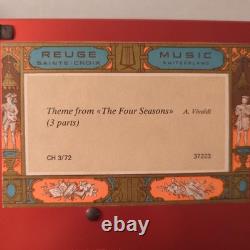 REUGE MUSIC
SAINTE-CROIX SWITZERLAND
Theme from «The Four Seasons» A. Vivaldi
(3 parts)
CH 3/72 37223